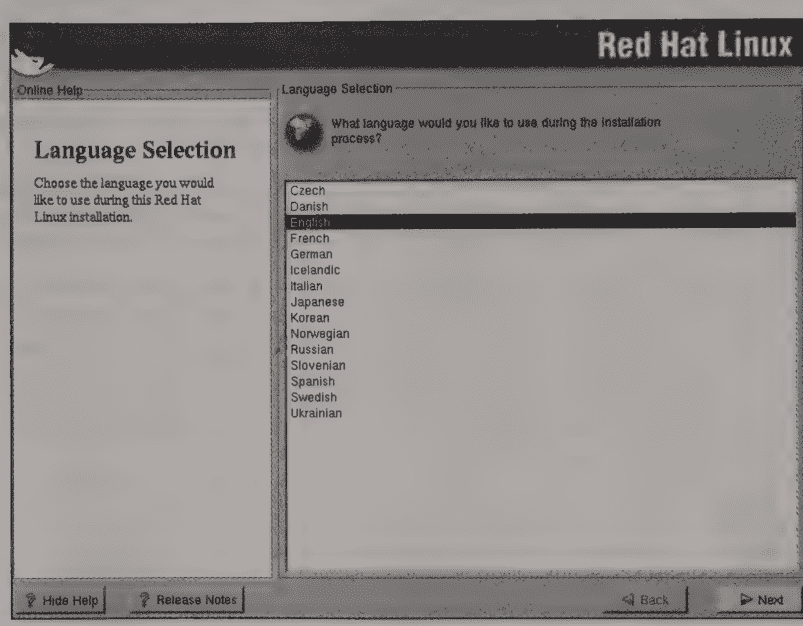 Red Hat Linux
Online Help
Language Selection
Choose the language you would
like to use during this Red Hat
Linux installation.
Language Selection
What language would you like to use during the installation
process?
Czech
Danish
English
French
German
Icelandic
Italian
Japanese
Korean
Norwegian
Russian
Slovenian
Spanish
Swedish
Ukrainian
Hide Help
Release Notes
Back
Next